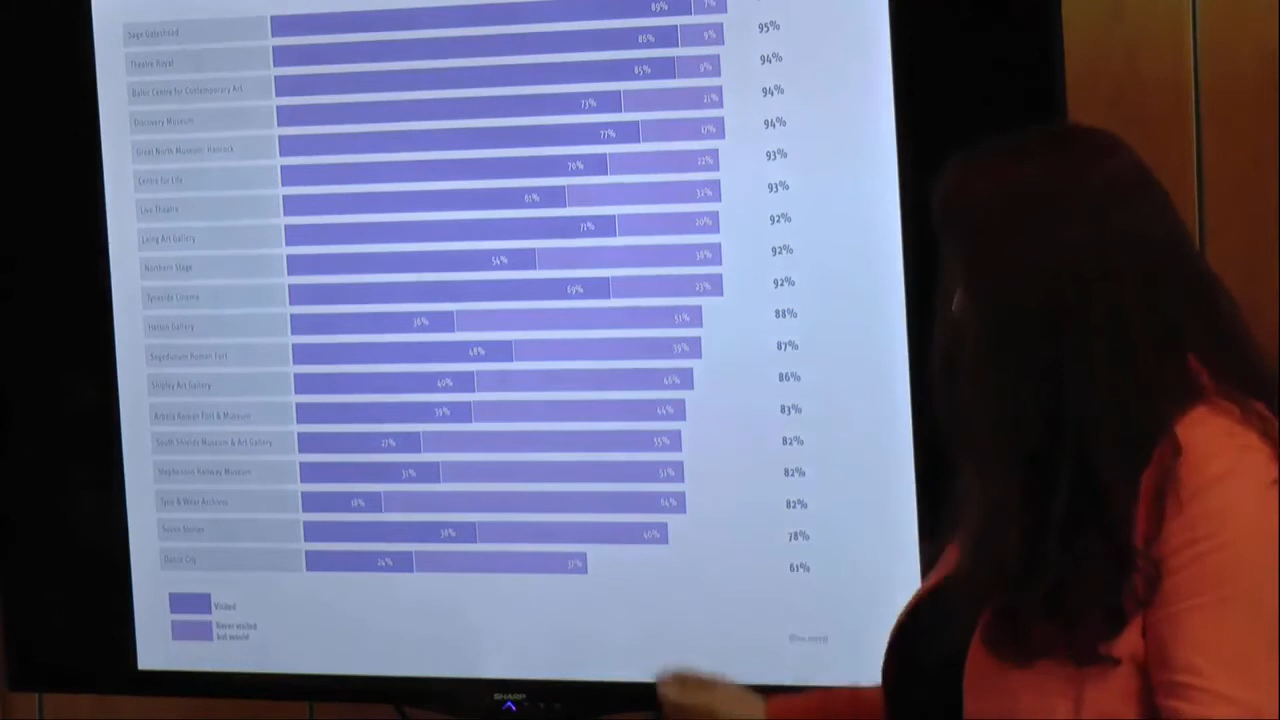 Sage Gateshead 89% 7%
Theatre Royal 86% 9% 95%
Baltic Centre for Contemporary Art 85% 9% 94%
Discovery Museum 73% 21% 94%
Great North Museum: Hancock 77% 17% 94%
Centre for Life 70% 22% 93%
Live Theatre 61% 32% 93%
Laing Art Gallery 71% 20% 92%
Northern Stage 54% 38% 92%
Tyneside Cinema 69% 23% 92%
Hatton Gallery 36% 51% 88%
Segedunum Roman Fort 48% 39% 87%
Shipley Art Gallery 40% 46% 86%
Arbeia Roman Fort & Museum 39% 44% 83%
South Shields Museum & Art Gallery 27% 55% 82%
Stephenson Railway Museum 31% 51% 82%
Tyne & Wear Archives 18% 64% 82%
Seven Stories 38% 40% 78%
Dance City 24% 37% 61%
Visited
Never visited
but would
SHARP